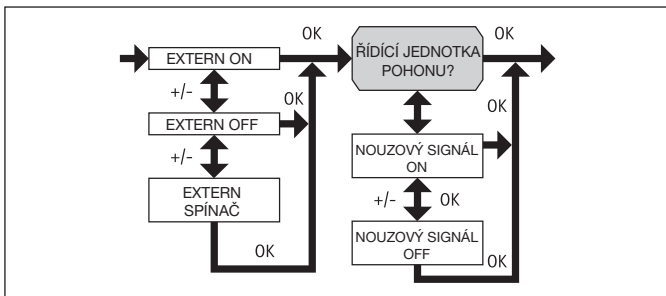 EXTERN ON
OK
+/-
EXTERN OFF
OK
+/-
EXTERN
SPÍNAČ
OK
ŘÍDÍCÍ JEDNOTKA
POHONU?
OK
OK
NOUZOVÝ SIGNÁL
ON
+/-
OK
NOUZOVÝ SIGNÁL
OFF
OK